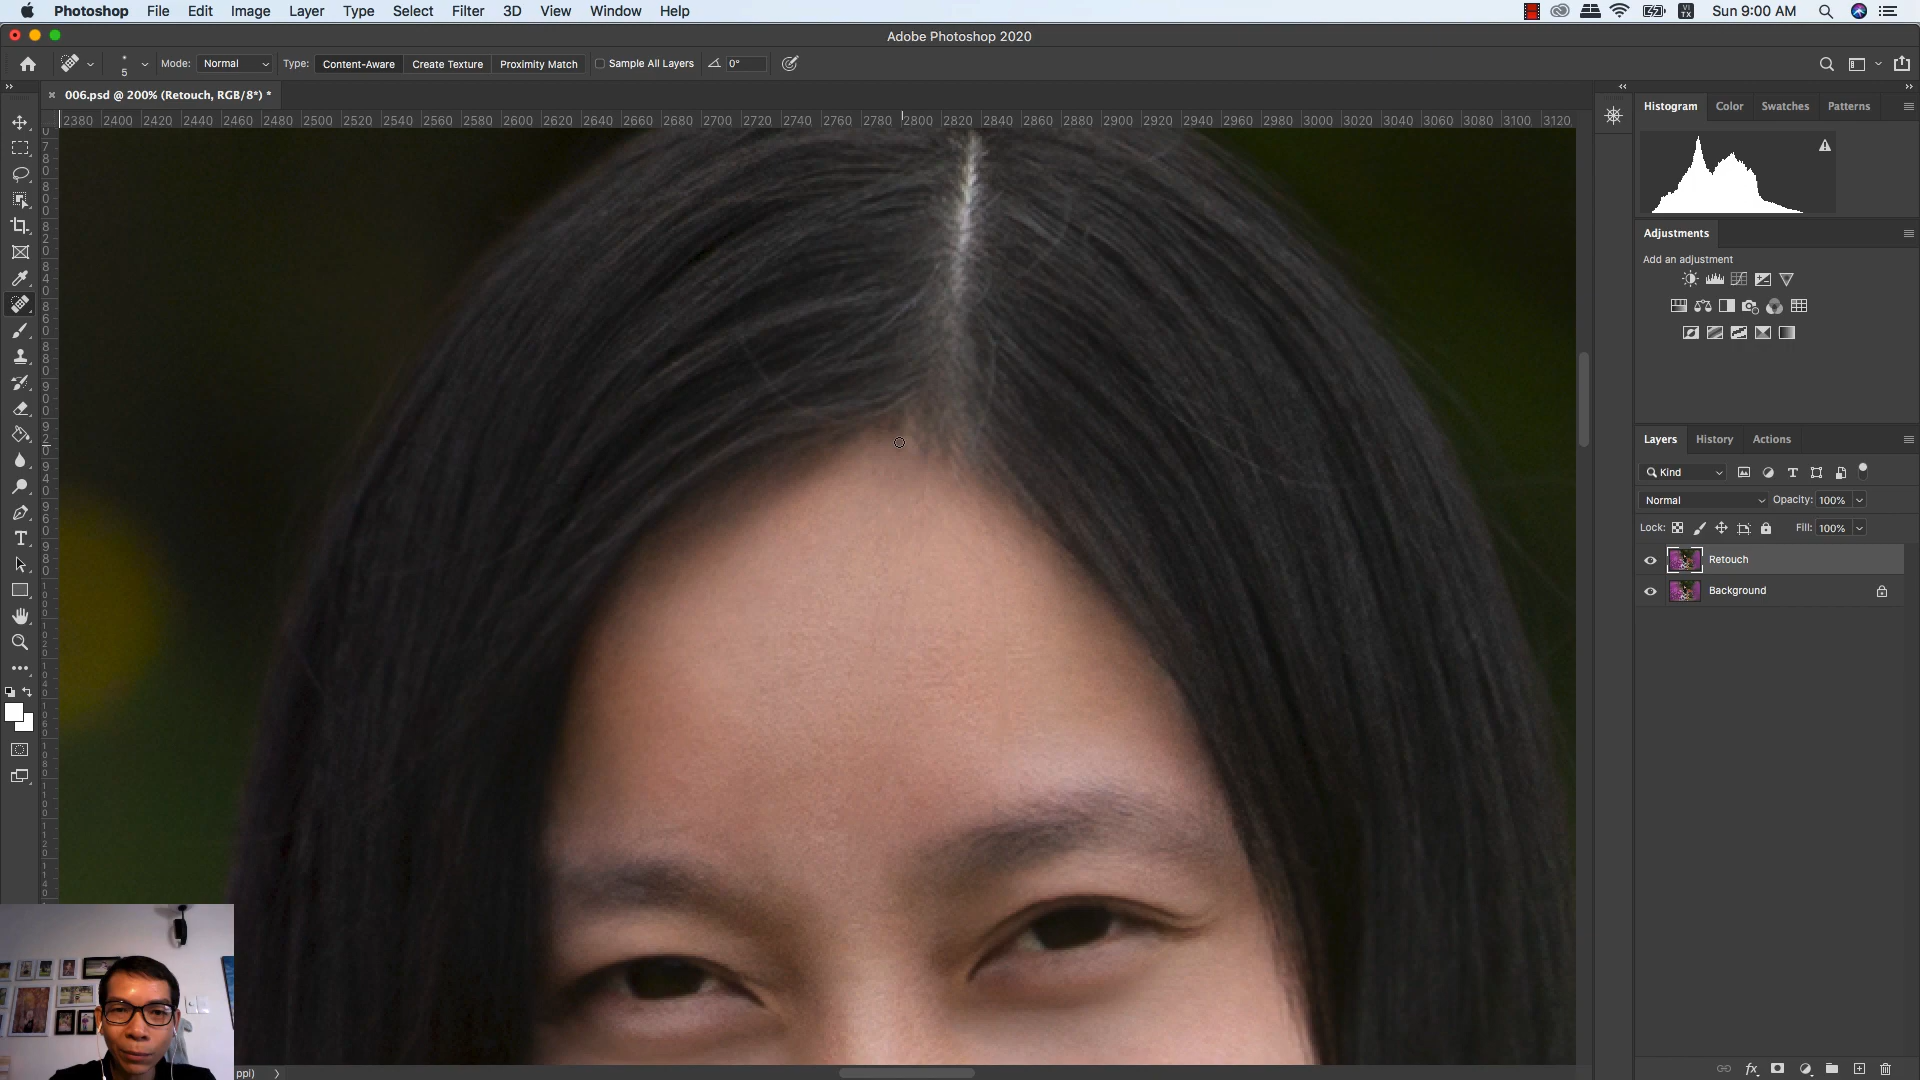 Photoshop File Edit Image Layer Type Select Filter 3D View Window Help Sun 9:00 AM
Adobe Photoshop 2020
5 Mode: Normal Type: Content-Aware Create Texture Proximity Match Sample All Layers 0°
006.psd @ 200% (Retouch, RGB/8*) *
2380 2400 2420 2440 2460 2480 2500 2520 2540 2560 2580 2600 2620 2640 2660 2680 2700 2720 2740 2760 2780 2800 2820 2840 2860 2880 2900 2920 2940 2960 2980 3000 3020 3040 3060 3080 3100 3120
Histogram Color Swatches Patterns
Adjustments
Add an adjustment
Layers History Actions
Kind
Normal Opacity: 100%
Lock: Fill: 100%
Retouch
Background
ppl)